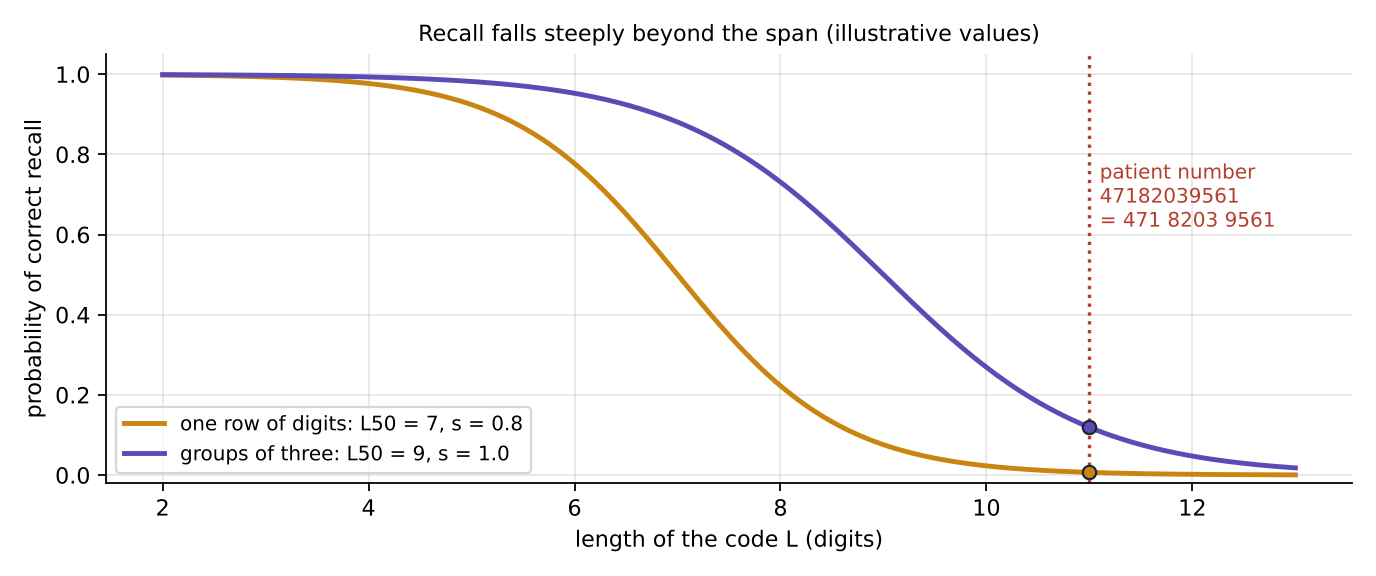 Recall falls steeply beyond the span (illustrative values)
probability of correct recall
1.0
0.8
0.6
0.4
0.2
0.0
patient number
47182039561
= 471 8203 9561
one row of digits: L50 = 7, s = 0.8
groups of three: L50 = 9, s = 1.0
2
4
6
8
10
12
length of the code L (digits)